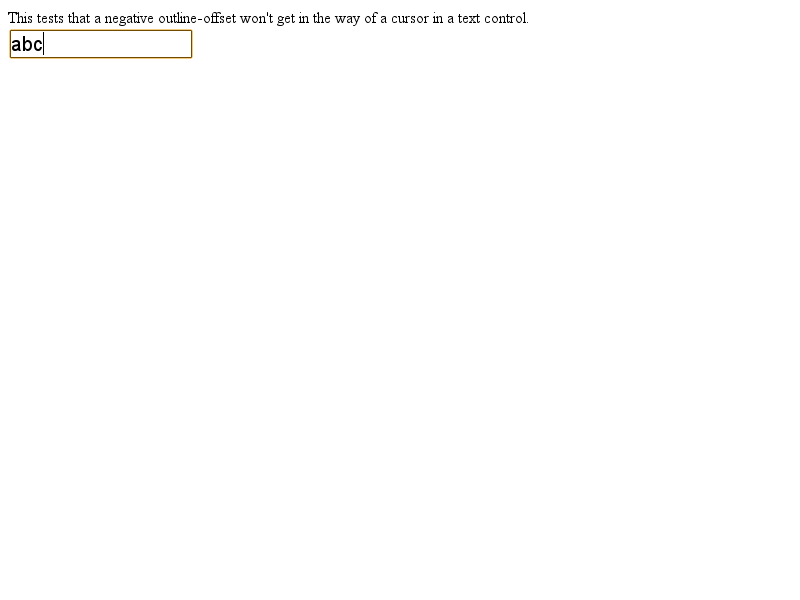 This tests that a negative outline-offset won't get in the way of a cursor in a text control.
abc